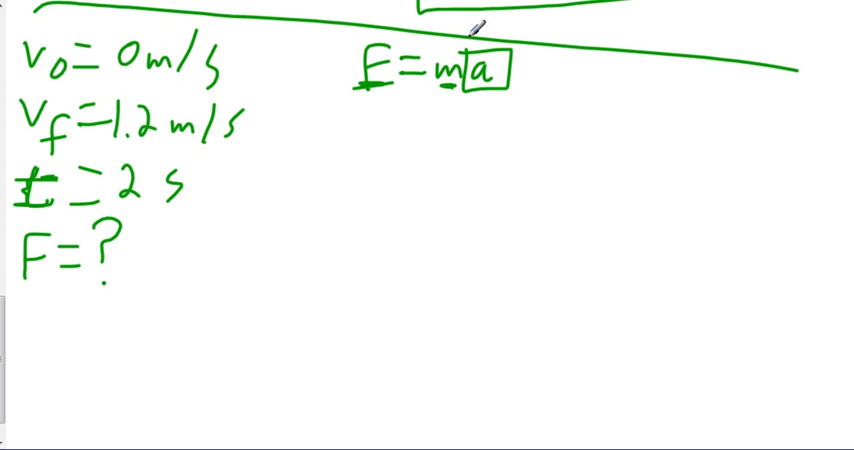 v₀ = 0 m/s
v_f = 1.2 m/s
t = 2 s
F = ?
F = ma